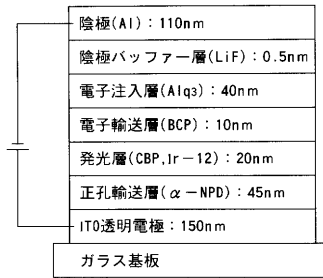 陰極(Al):110nm
陰極バッファー層(LiF):0.5nm
電子注入層(Alq3):40nm
電子輸送層(BCP):10nm
発光層(CBP,Ir-12):20nm
正孔輸送層(α-NPD):45nm
ITO透明電極:150nm
ガラス基板